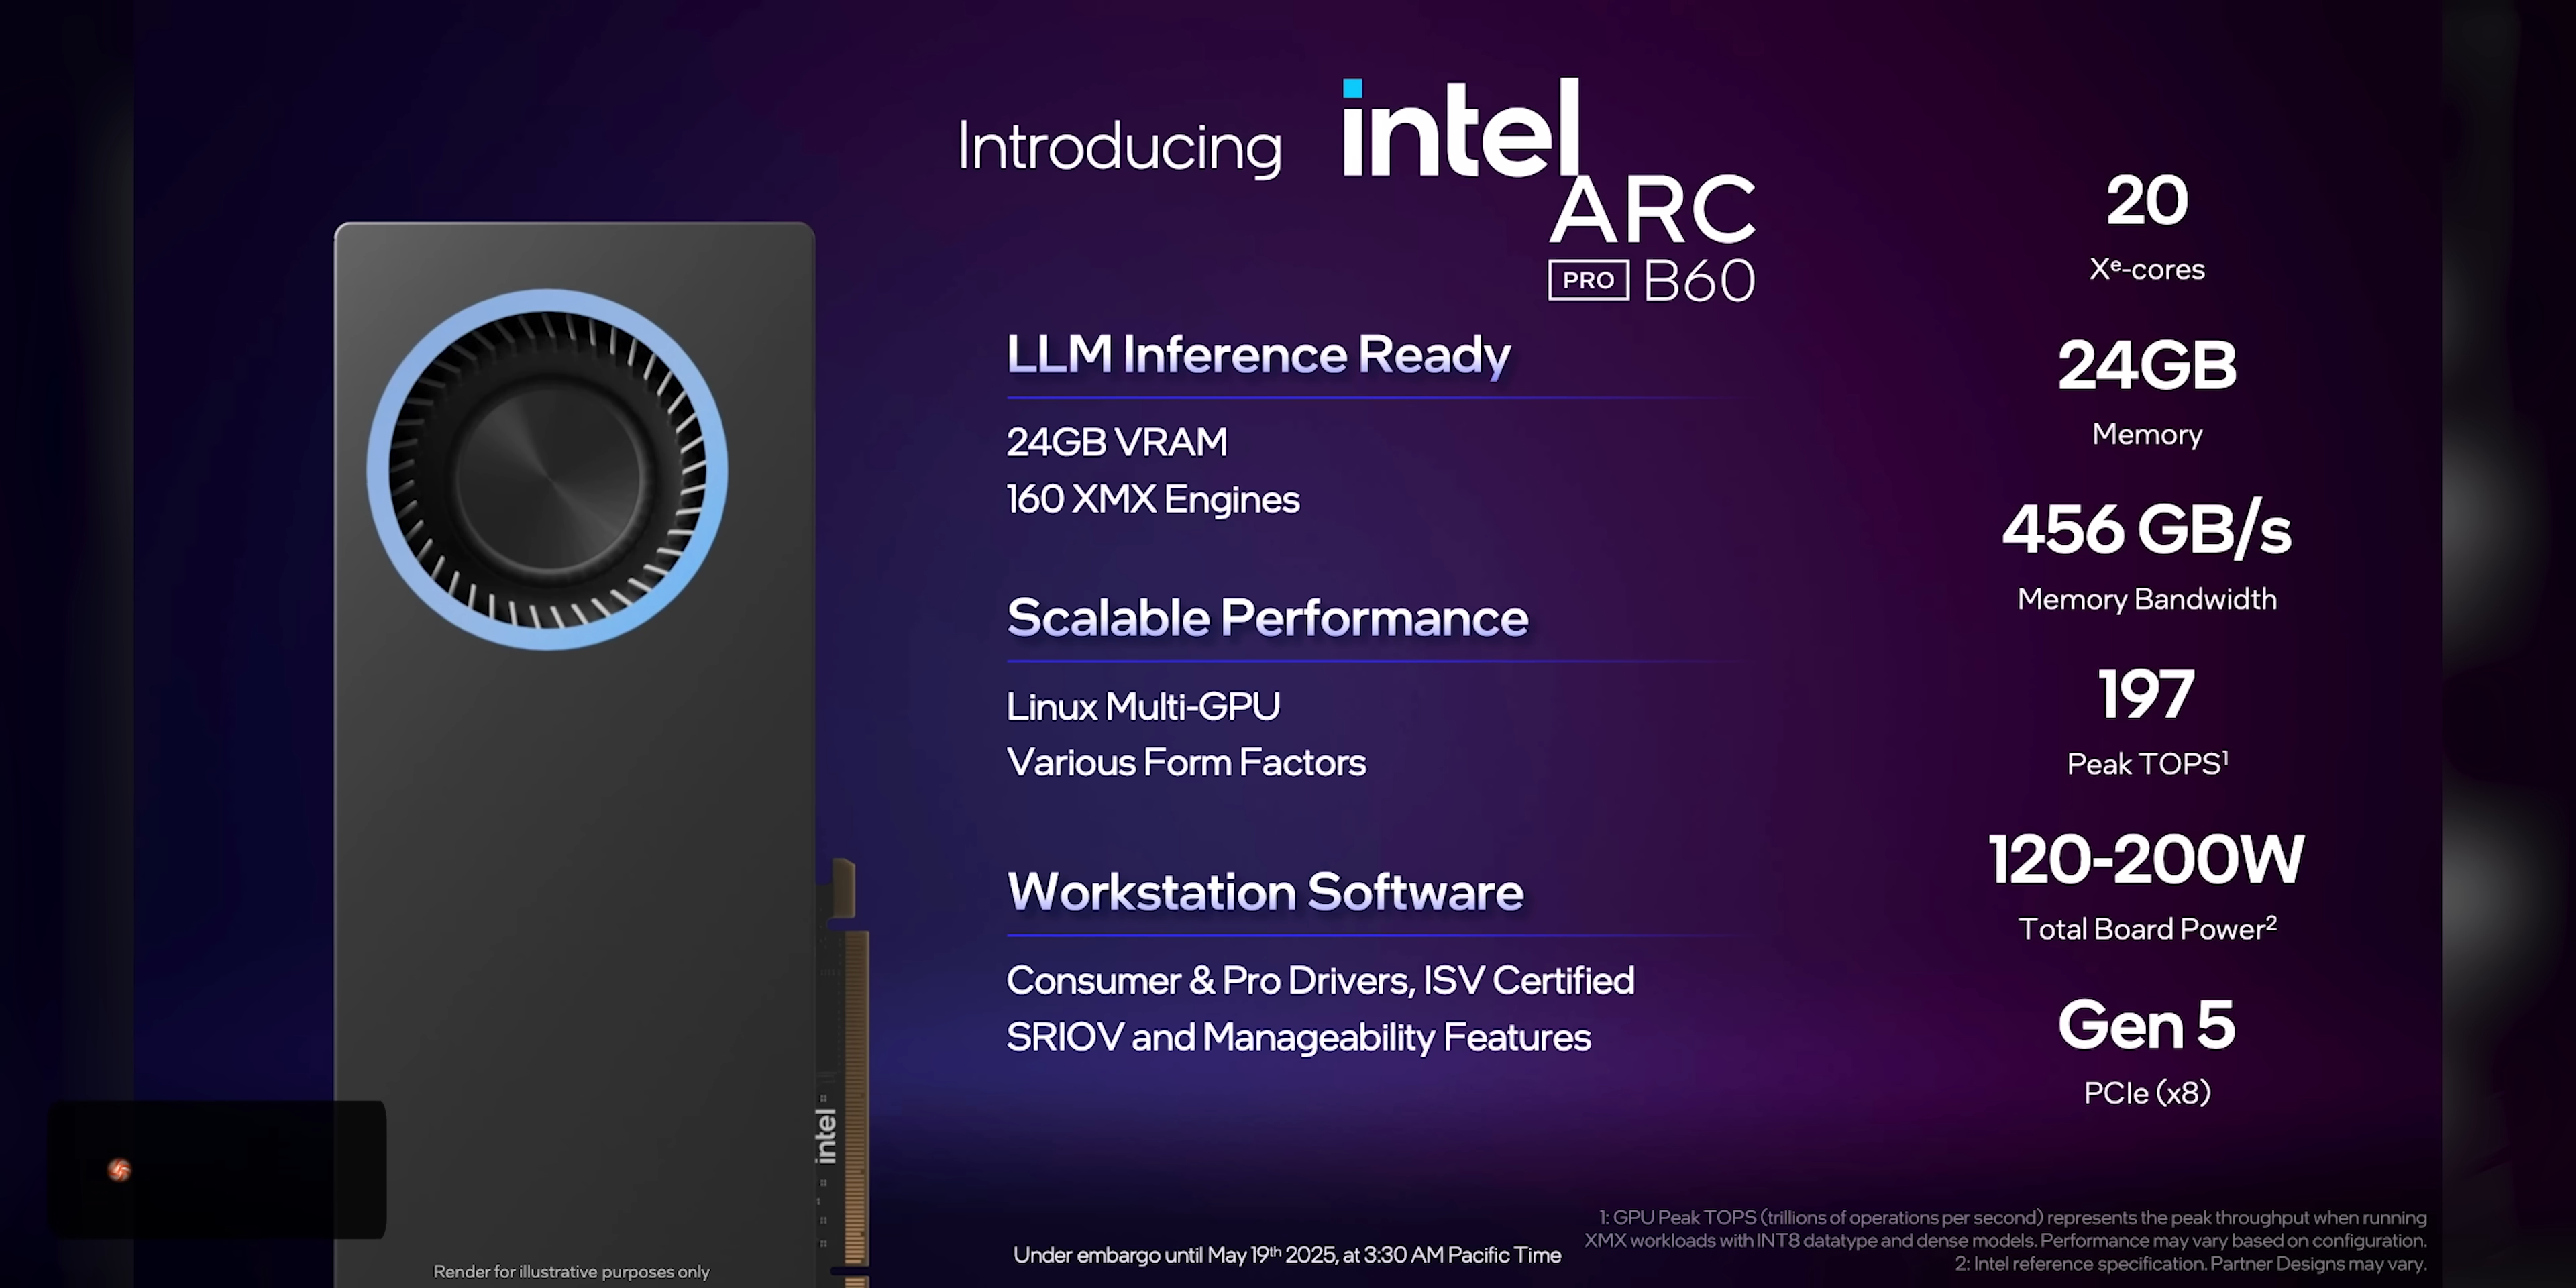 Introducing intel
ARC
PRO B60
LLM Inference Ready
24GB VRAM
160 XMX Engines
Scalable Performance
Linux Multi-GPU
Various Form Factors
Workstation Software
Consumer & Pro Drivers, ISV Certified
SRIOV and Manageability Features
20
Xᵉ-cores
24GB
Memory
456 GB/s
Memory Bandwidth
197
Peak TOPS¹
120-200W
Total Board Power²
Gen 5
PCIe (x8)
intel
Render for illustrative purposes only
Under embargo until May 19ᵗʰ 2025, at 3:30 AM Pacific Time
1: GPU Peak TOPS (trillions of operations per second) represents the peak throughput when running
XMX workloads with INT8 datatype and dense models. Performance may vary based on configuration.
2: Intel reference specification. Partner Designs may vary.